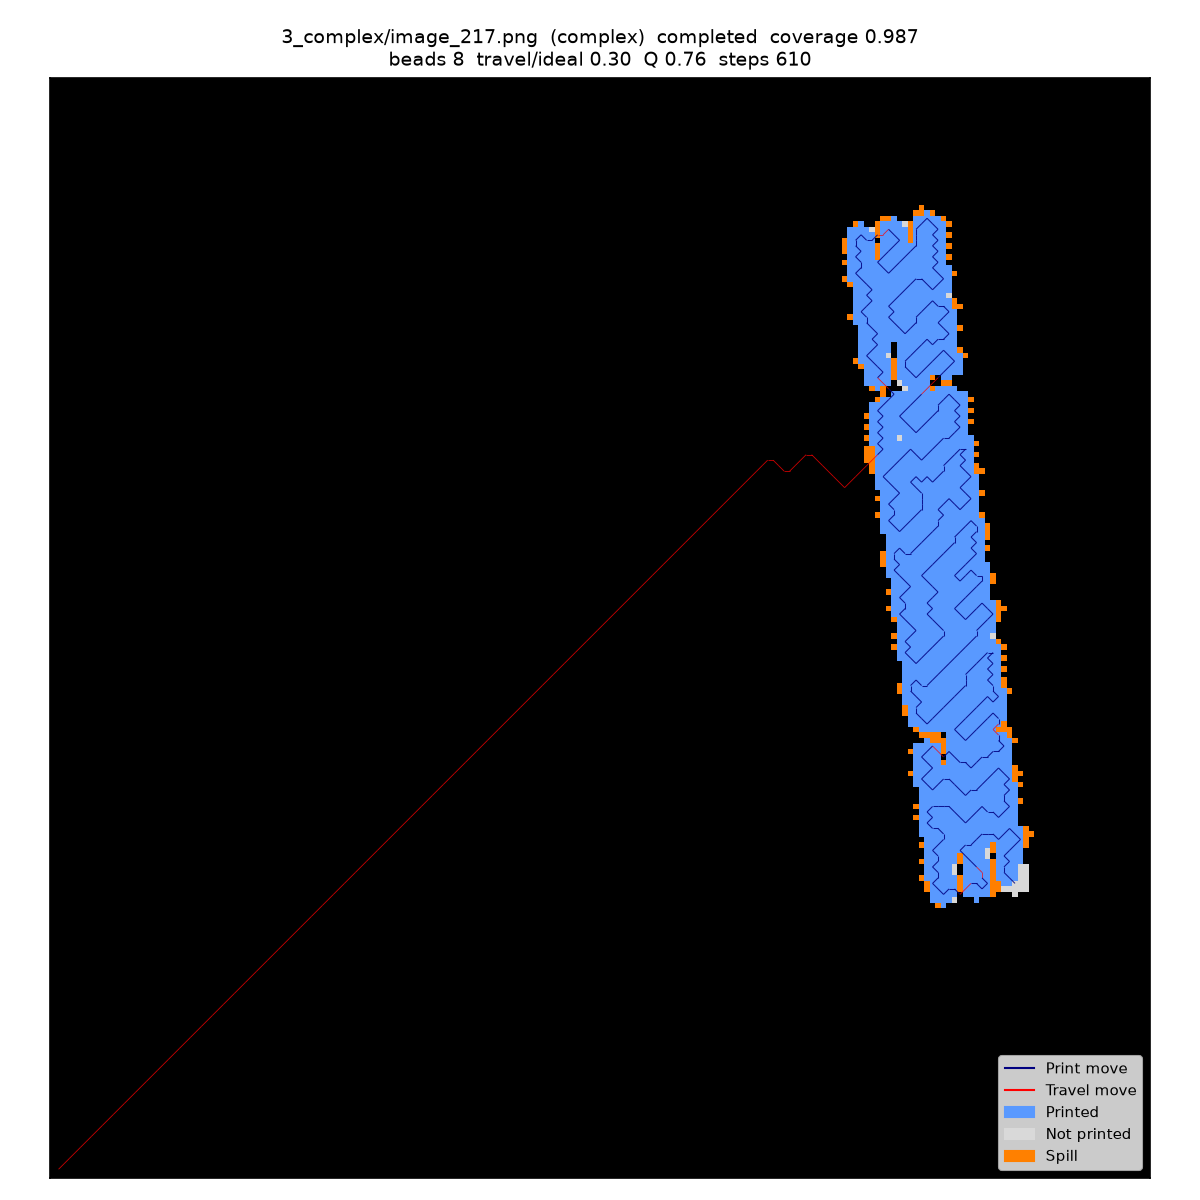 3_complex/image_217.png  (complex)  completed  coverage 0.987
beads 8  travel/ideal 0.30  Q 0.76  steps 610
Print move
Travel move
Printed
Not printed
Spill